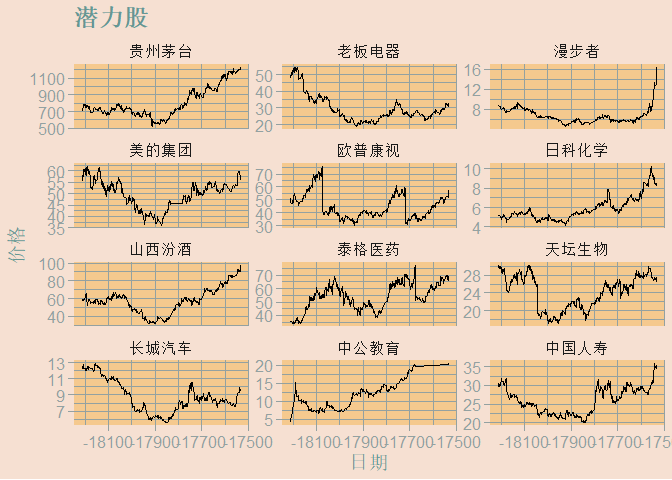 潜力股
贵州茅台 老板电器 漫步者
1100 50 16
900 40 12
700 30 8
500 20
美的集团 欧普康视 日科化学
60 70 10
55 60 8
50 50 6
45 40 4
40 30
35
山西汾酒 泰格医药 天坛生物
100 70 28
80 60 24
60 50 20
40 40
长城汽车 中公教育 中国人寿
13 20 35
11 15 30
9 10 25
7 5 20
-18100-17900-17700-17500 -18100-17900-17700-17500 -18100-17900-17700-175
价格
日期